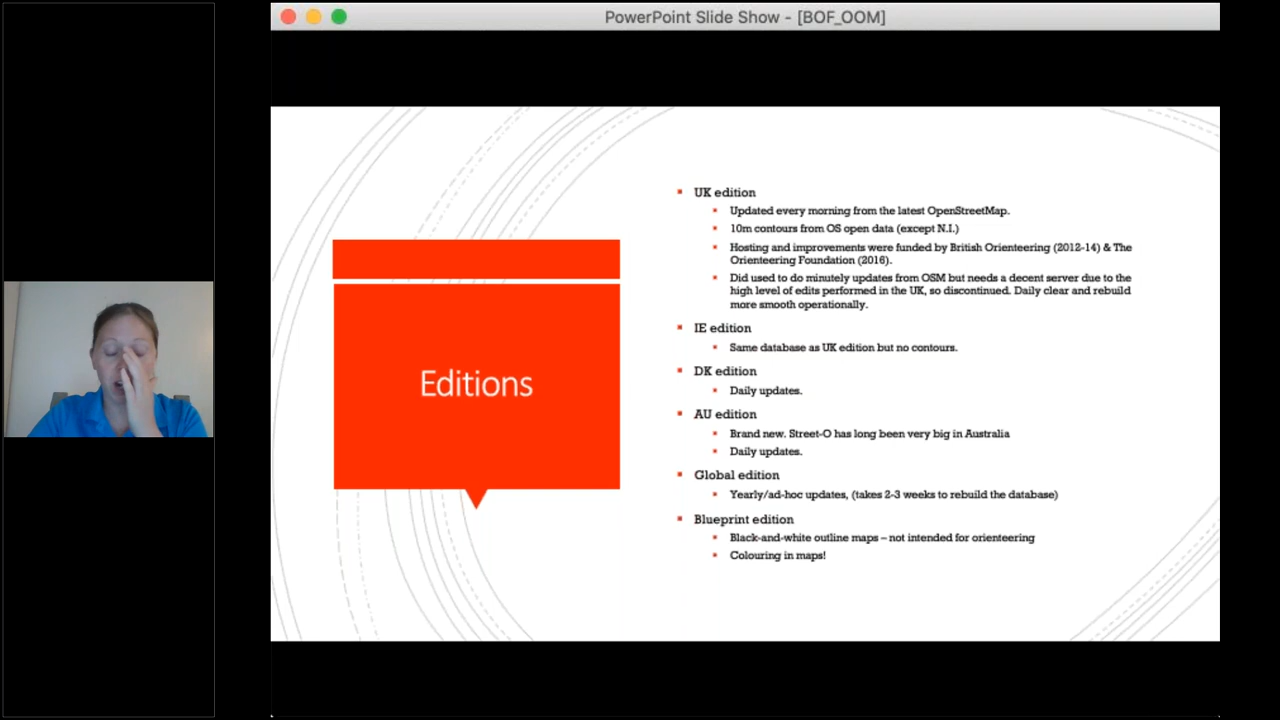 PowerPoint Slide Show - [BOF_OOM]
Editions
UK edition
Updated every morning from the latest OpenStreetMap.
10m contours from OS open data (except N.I.)
Hosting and improvements were funded by British Orienteering (2012-14) & The
Orienteering Foundation (2016).
Did used to do minutely updates from OSM but needs a decent server due to the
high level of edits performed in the UK, so discontinued. Daily clear and rebuild
more smooth operationally.
IE edition
Same database as UK edition but no contours.
DK edition
Daily updates.
AU edition
Brand new. Street-O has long been very big in Australia
Daily updates.
Global edition
Yearly/ad-hoc updates, (takes 2-3 weeks to rebuild the database)
Blueprint edition
Black-and-white outline maps – not intended for orienteering
Colouring in maps!